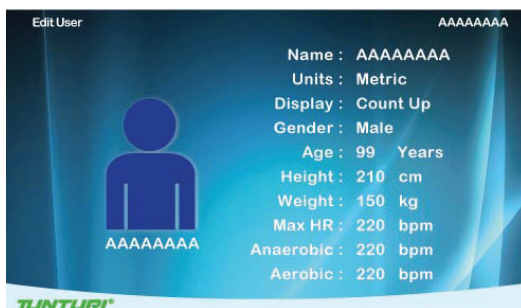 Edit User
AAAAAAAA
Name : AAAAAAAA
Units : Metric
Display : Count Up
Gender : Male
Age : 99 Years
Height : 210 cm
Weight : 150 kg
Max HR : 220 bpm
Anaerobic : 220 bpm
Aerobic : 220 bpm
AAAAAAAA
TUNTURI®